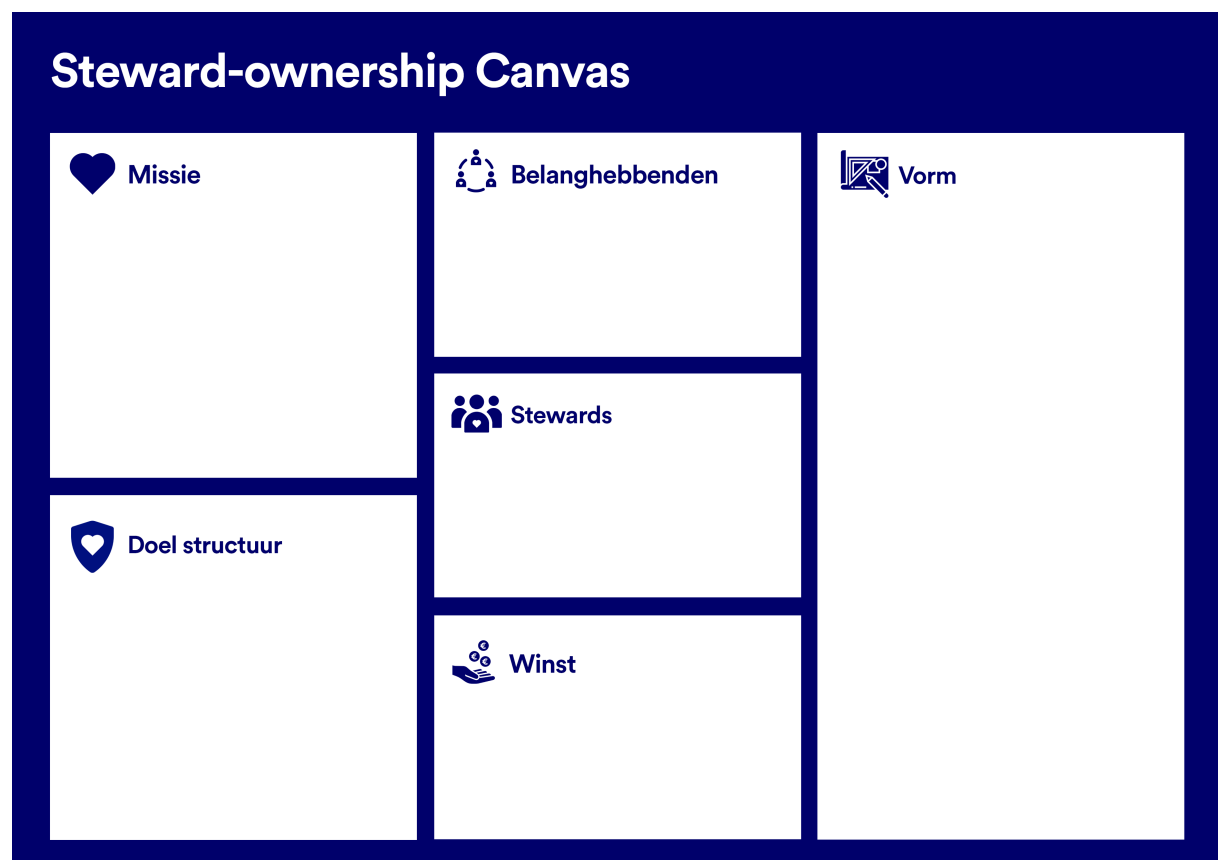 Steward-ownership Canvas
Missie
Doel structuur
Belanghebbenden
Stewards
Winst
Vorm